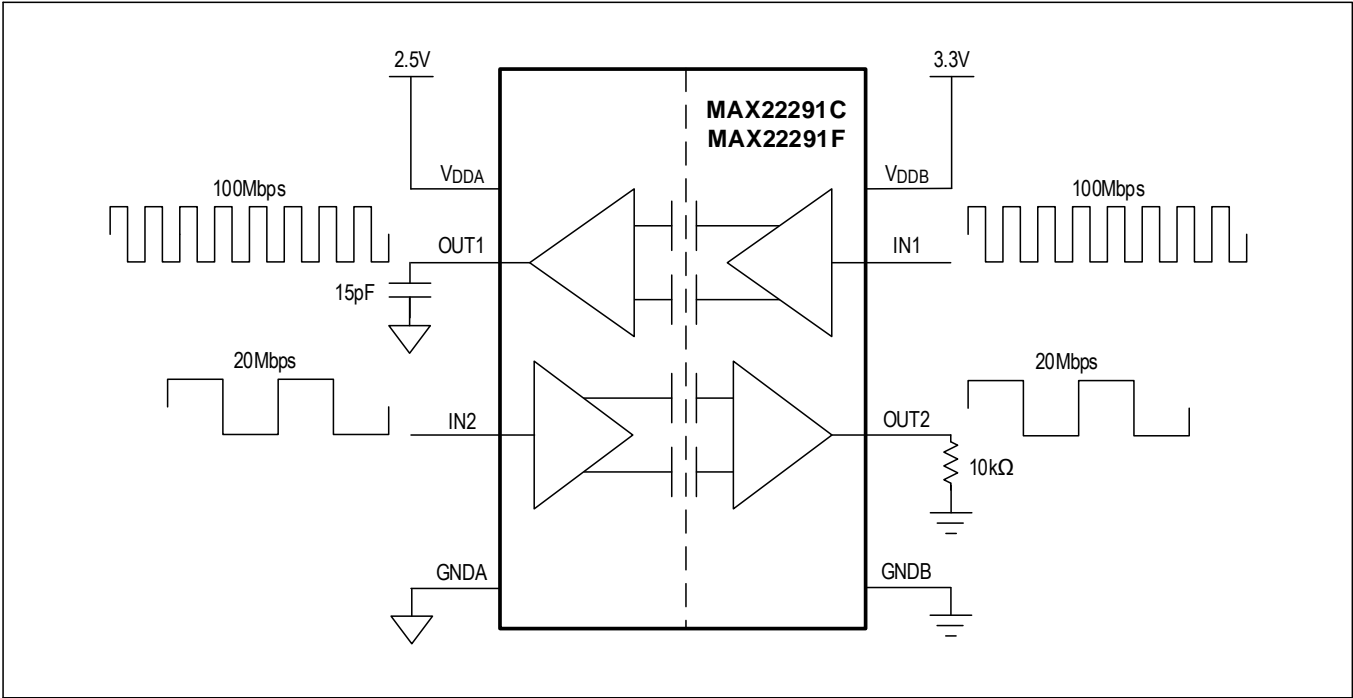 2.5V
3.3V
MAX22291C
MAX22291F
VDDA
VDDB
100Mbps
100Mbps
OUT1
IN1
15pF
20Mbps
20Mbps
IN2
OUT2
10kΩ
GNDA
GNDB